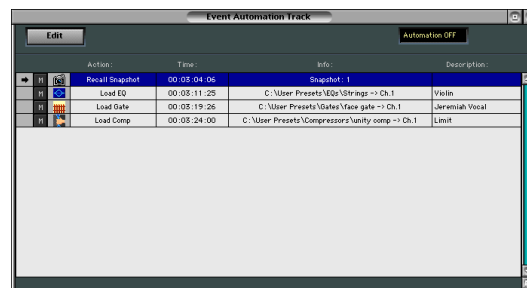 Event Automation Track
Edit
Automation OFF
Action: Time: Info: Description:
M Recall Snapshot 00:03:04:06 Snapshot: 1
M Load EQ 00:03:11:25 C:\User Presets\EQs\Strings -> Ch.1 Violin
M Load Gate 00:03:19:26 C:\User Presets\Gates\face gate -> Ch.1 Jeremiah Vocal
M Load Comp 00:03:24:00 C:\User Presets\Compressors\unity comp -> Ch.1 Limit